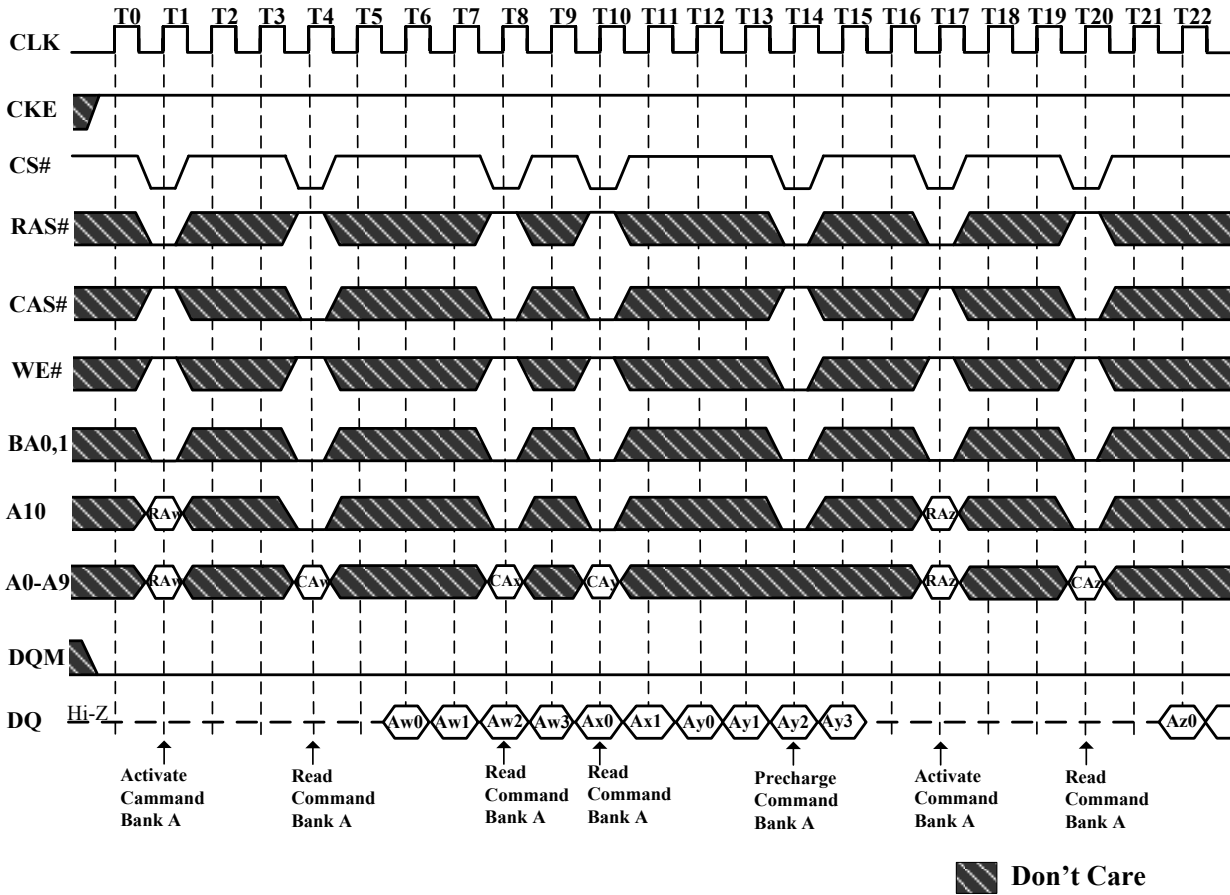 T0 T1 T2 T3 T4 T5 T6 T7 T8 T9 T10 T11 T12 T13 T14 T15 T16 T17 T18 T19 T20 T21 T22
CLK
CKE
CS#
RAS#
CAS#
WE#
BA0,1
A10 RAw RAz
A0-A9 RAw CAw CAx CAy RAz CAz
DQM
DQ Hi-Z Aw0 Aw1 Aw2 Aw3 Ax0 Ax1 Ay0 Ay1 Ay2 Ay3 Az0
Activate
Cammand
Bank A
Read
Command
Bank A
Read
Command
Bank A
Read
Command
Bank A
Precharge
Command
Bank A
Activate
Command
Bank A
Read
Command
Bank A
Don't Care